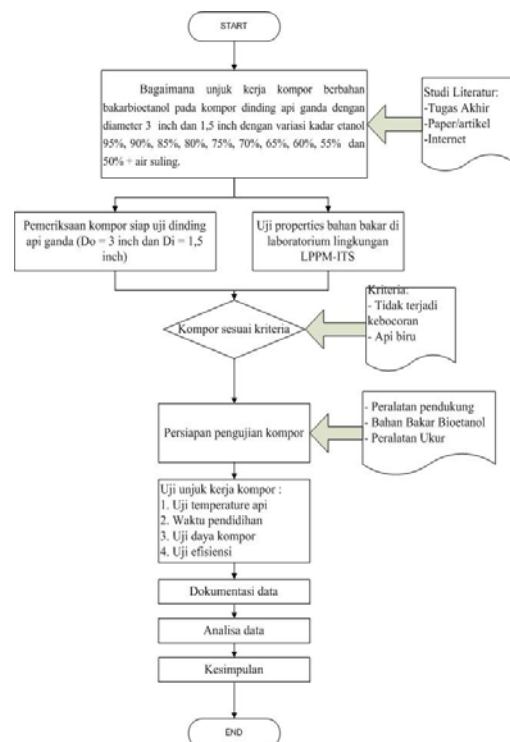 START
Bagaimana unjuk kerja kompor berbahan
bakarbioetanol pada kompor dinding api ganda dengan
diameter 3 inch dan 1,5 inch dengan variasi kadar etanol
95%, 90%, 85%, 80%, 75%, 70%, 65%, 60%, 55% dan
50% + air suling.
Studi Literatur:
-Tugas Akhir
-Paper/artikel
-Internet
Pemeriksaan kompor siap uji dinding
api ganda (Do = 3 inch dan Di = 1,5
inch)
Uji properties bahan bakar di
laboratorium lingkungan
LPPM-ITS
Kompor sesuai kriteria
Kriteria:
- Tidak terjadi
kebocoran
- Api biru
Persiapan pengujian kompor
- Peralatan pendukung
- Bahan Bakar Bioetanol
- Peralatan Ukur
Uji unjuk kerja kompor :
1. Uji temperature api
2. Waktu pendidihan
3. Uji daya kompor
4. Uji efisiensi
Dokumentasi data
Analisa data
Kesimpulan
END